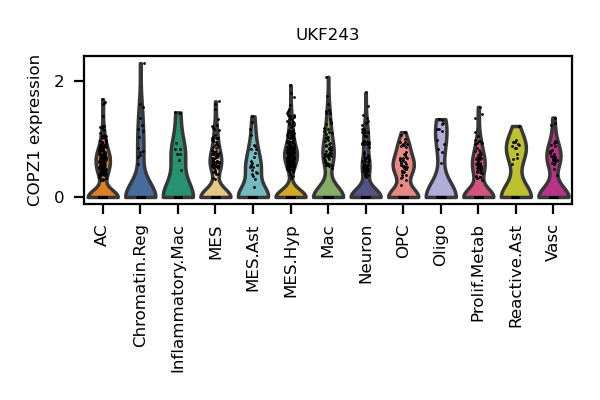 UKF243
COPZ1 expression
2
0
AC
Chromatin.Reg
Inflammatory.Mac
MES
MES.Ast
MES.Hyp
Mac
Neuron
OPC
Oligo
Prolif.Metab
Reactive.Ast
Vasc